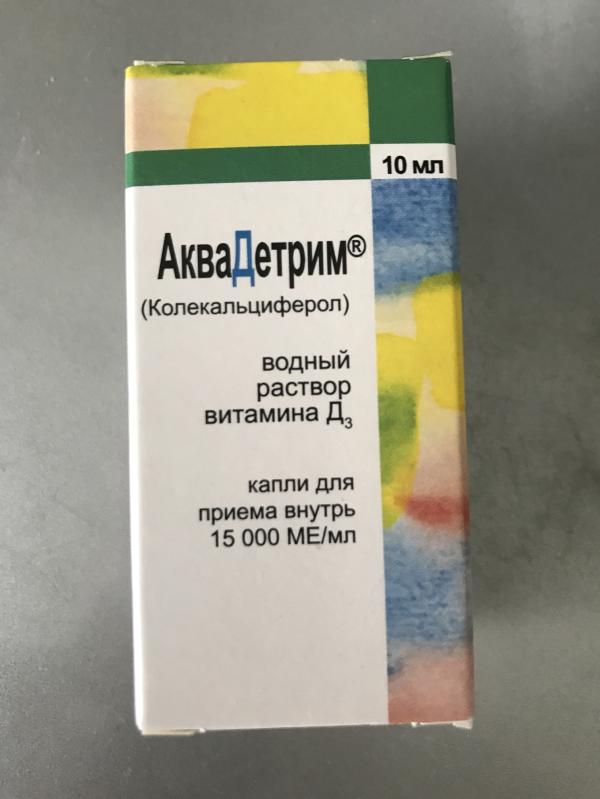 10 мл
АкваДетрим®
(Колекальциферол)
водный
раствор
витамина Д₃
капли для
приема внутрь
15 000 МЕ/мл